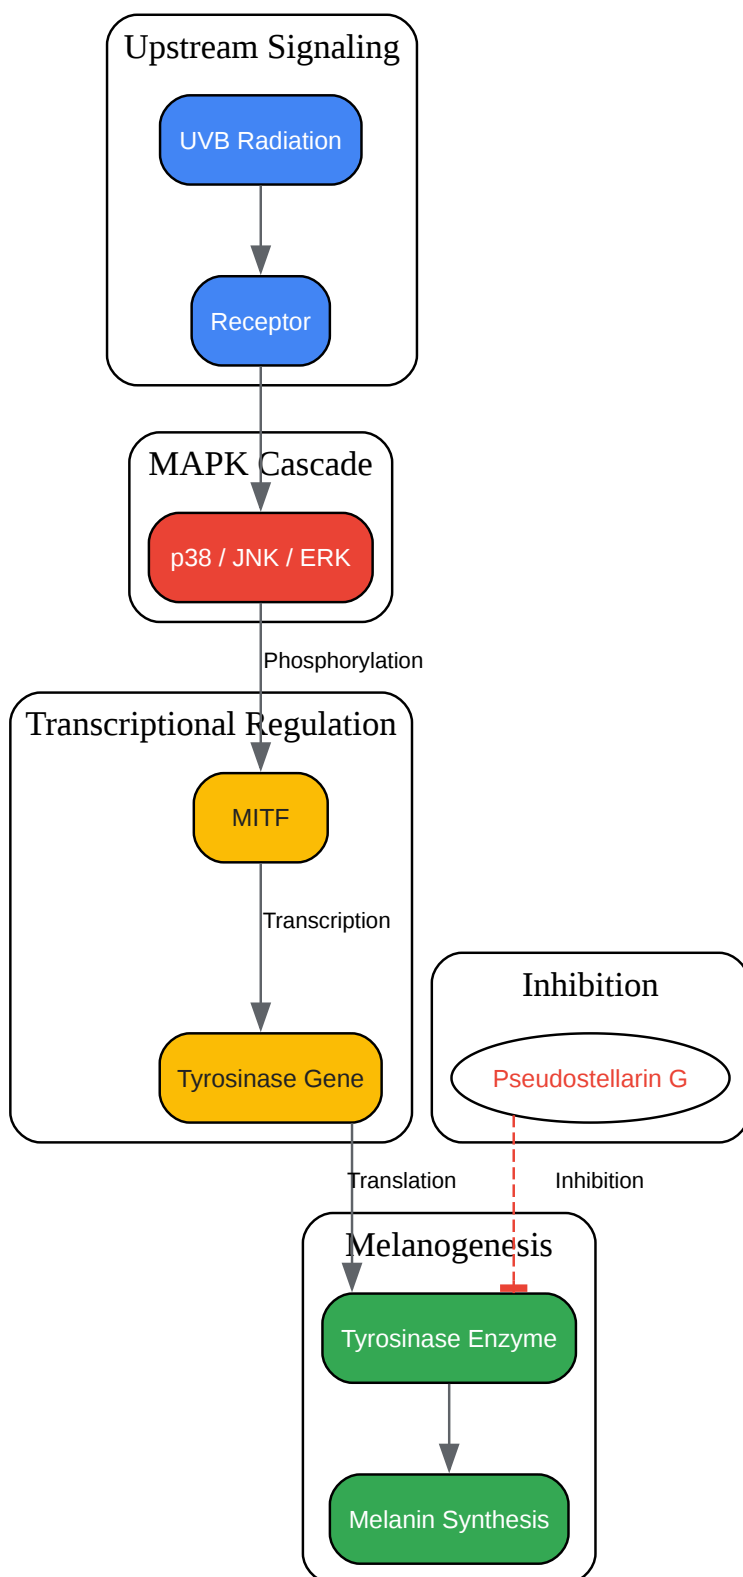 Upstream Signaling
UVB Radiation
Receptor
MAPK Cascade
p38 / JNK / ERK
Phosphorylation
Transcriptional Regulation
MITF
Transcription
Inhibition
Tyrosinase Gene
Pseudostellarin G
Translation
Inhibition
Melanogenesis
Tyrosinase Enzyme
Melanin Synthesis